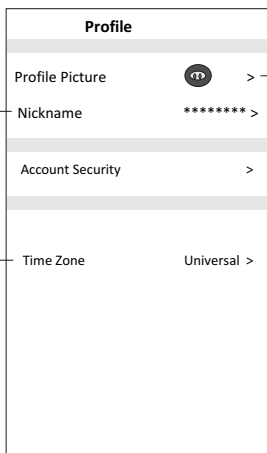 Profile
Profile Picture >
Nickname ******** >
Account Security >
Time Zone Universal >